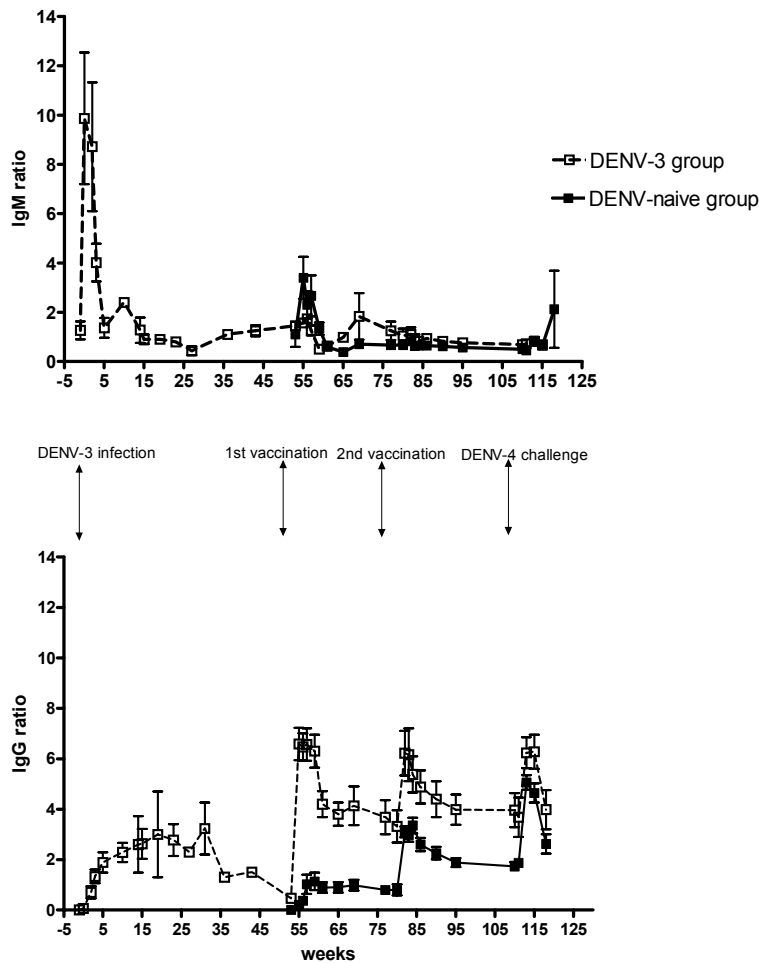 14
12
10
8
6
4
2
0
IgM ratio
DENV-3 group
DENV-naive group
-5 5 15 25 35 45 55 65 75 85 95 105 115 125
DENV-3 infection 1st vaccination 2nd vaccination DENV-4 challenge
14
12
10
8
6
4
2
0
IgG ratio
-5 5 15 25 35 45 55 65 75 85 95 105 115 125
weeks